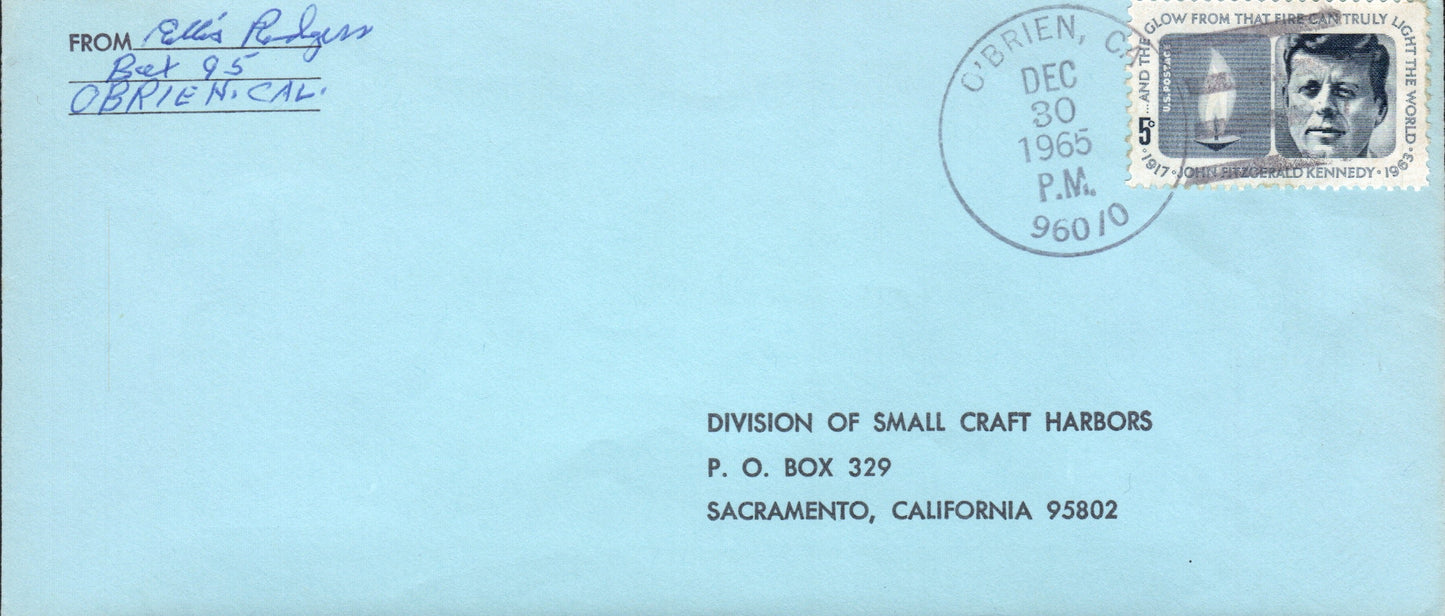 FROM Ellis Rodgers
Box 95
OBRIEN. CAL.
O'BRIEN, CA
DEC
30
1965
P.M.
96010
...AND THE GLOW FROM THAT FIRE CAN TRULY LIGHT THE WORLD·
U.S. POSTAGE
5c
·1917·JOHN FITZGERALD KENNEDY·1963·
DIVISION OF SMALL CRAFT HARBORS
P. O. BOX 329
SACRAMENTO, CALIFORNIA 95802